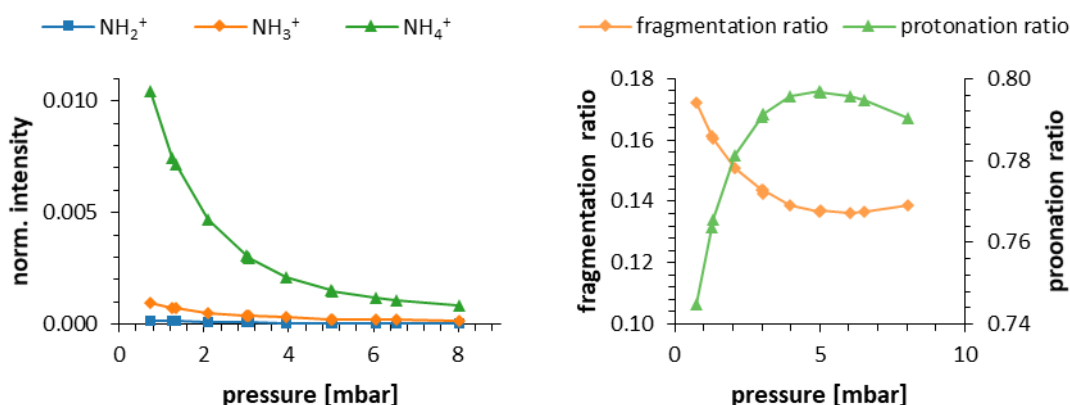 NH₂⁺ NH₃⁺ NH₄⁺
norm. intensity
0.010
0.005
0.000
0 2 4 6 8
pressure [mbar]
fragmentation ratio protonation ratio
fragmentation ratio
0.18
0.16
0.14
0.12
0.10
0 5 10
pressure [mbar]
0.80
0.78
0.76
0.74
proonation ratio